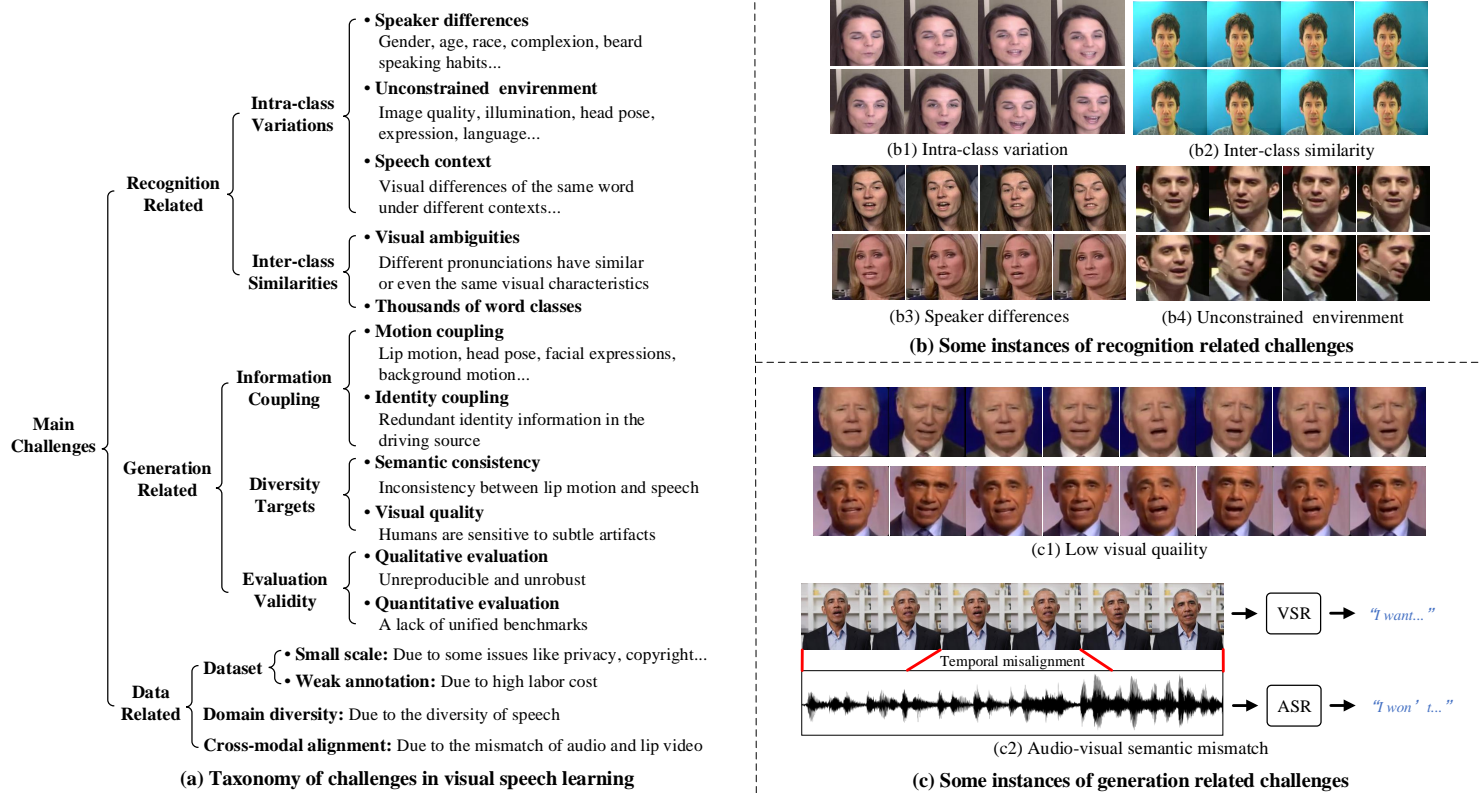 Main
Challenges
Recognition
Related
Intra-class
Variations
• Speaker differences
Gender, age, race, complexion, beard
speaking habits...
• Unconstrained envirenment
Image quality, illumination, head pose,
expression, language...
• Speech context
Visual differences of the same word
under different contexts...
Inter-class
Similarities
• Visual ambiguities
Different pronunciations have similar
or even the same visual characteristics
• Thousands of word classes
Generation
Related
Information
Coupling
• Motion coupling
Lip motion, head pose, facial expressions,
background motion...
• Identity coupling
Redundant identity information in the
driving source
Diversity
Targets
• Semantic consistency
Inconsistency between lip motion and speech
• Visual quality
Humans are sensitive to subtle artifacts
Evaluation
Validity
• Qualitative evaluation
Unreproducible and unrobust
• Quantitative evaluation
A lack of unified benchmarks
Data
Related
Dataset
• Small scale: Due to some issues like privacy, copyright...
• Weak annotation: Due to high labor cost
Domain diversity: Due to the diversity of speech
Cross-modal alignment: Due to the mismatch of audio and lip video
(a) Taxonomy of challenges in visual speech learning
(b1) Intra-class variation
(b2) Inter-class similarity
(b3) Speaker differences
(b4) Unconstrained envirenment
(b) Some instances of recognition related challenges
(c1) Low visual quaility
VSR
“I want...”
Temporal misalignment
ASR
“I won’ t...”
(c2) Audio-visual semantic mismatch
(c) Some instances of generation related challenges